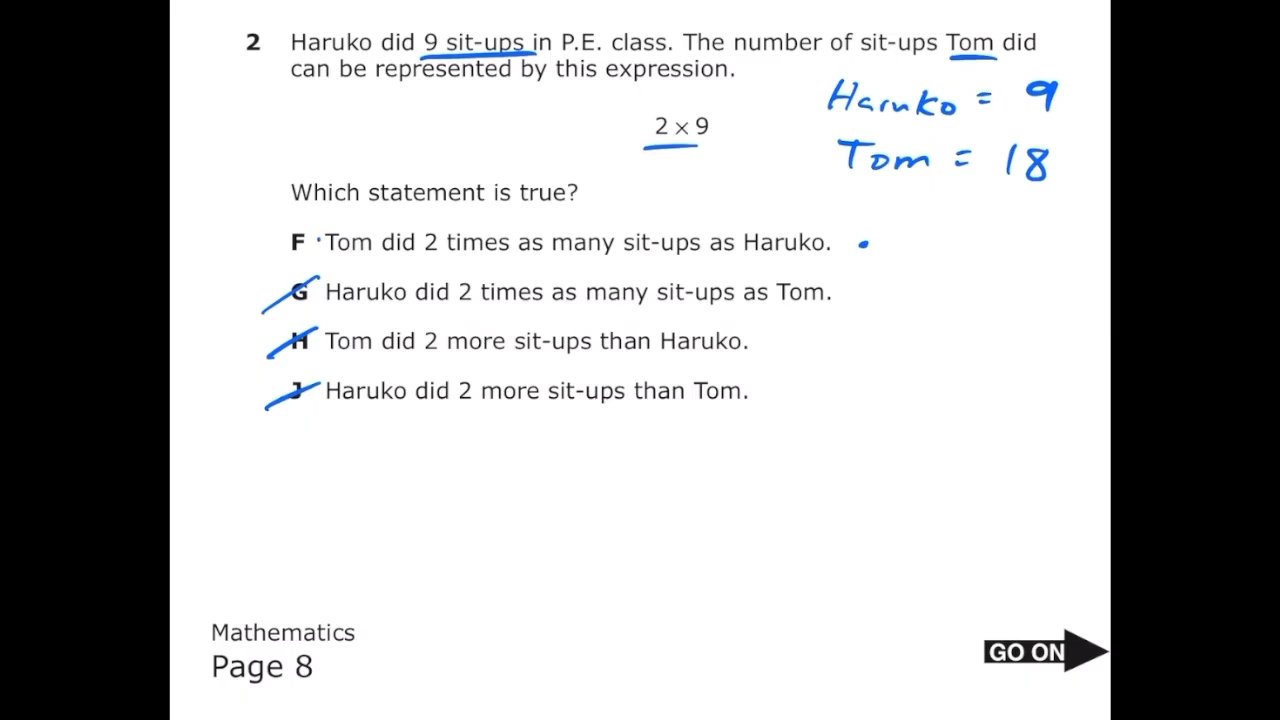 2 Haruko did 9 sit-ups in P.E. class. The number of sit-ups Tom did
can be represented by this expression.
Haruko = 9
2 × 9
Tom = 18
Which statement is true?
F Tom did 2 times as many sit-ups as Haruko.
G Haruko did 2 times as many sit-ups as Tom.
H Tom did 2 more sit-ups than Haruko.
J Haruko did 2 more sit-ups than Tom.
Mathematics
Page 8
GO ON